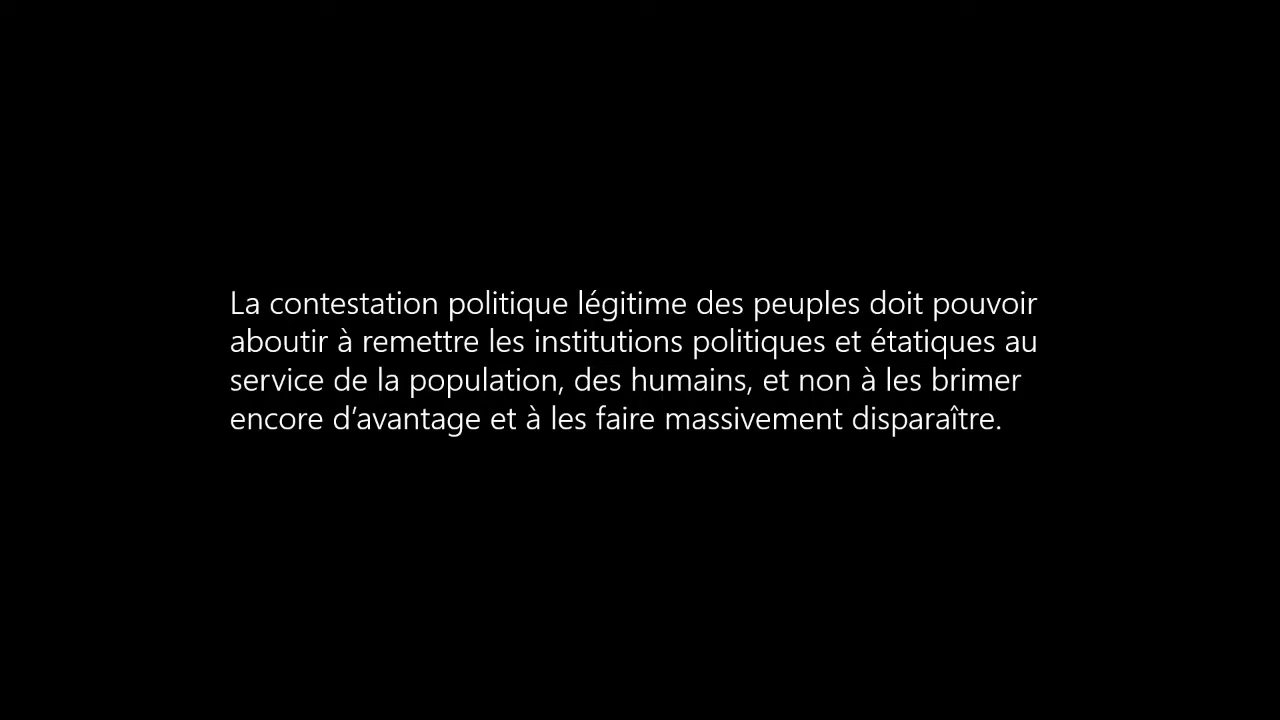 La contestation politique légitime des peuples doit pouvoir
aboutir à remettre les institutions politiques et étatiques au
service de la population, des humains, et non à les brimer
encore d’avantage et à les faire massivement disparaître.